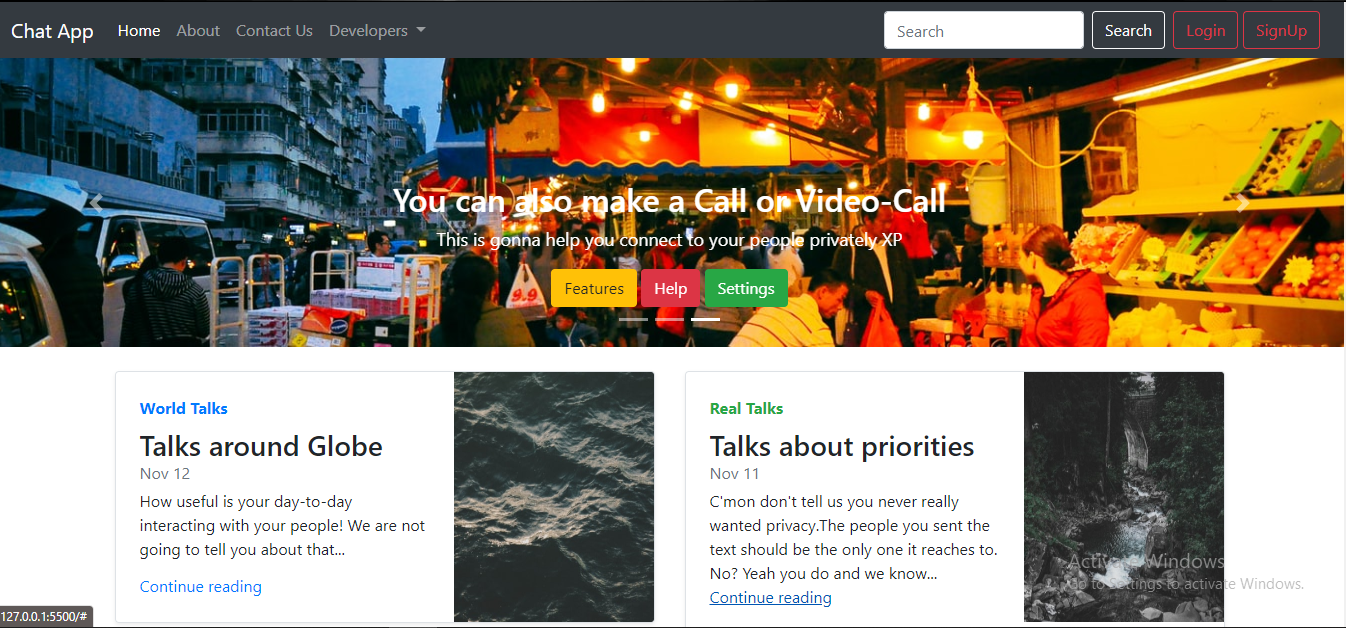 Chat App Home About Contact Us Developers Search Search Login SignUp
You can also make a Call or Video-Call
This is gonna help you connect to your people privately XP
9.9
Features Help Settings
World Talks
Talks around Globe
Nov 12
How useful is your day-to-day
interacting with your people! We are not
going to tell you about that...
Continue reading
Real Talks
Talks about priorities
Nov 11
C'mon don't tell us you never really
wanted privacy.The people you sent the
text should be the only one it reaches to.
No? Yeah you do and we know...
Continue reading
Activate Windows
Go to Settings to activate Windows.
127.0.0.1:5500/#